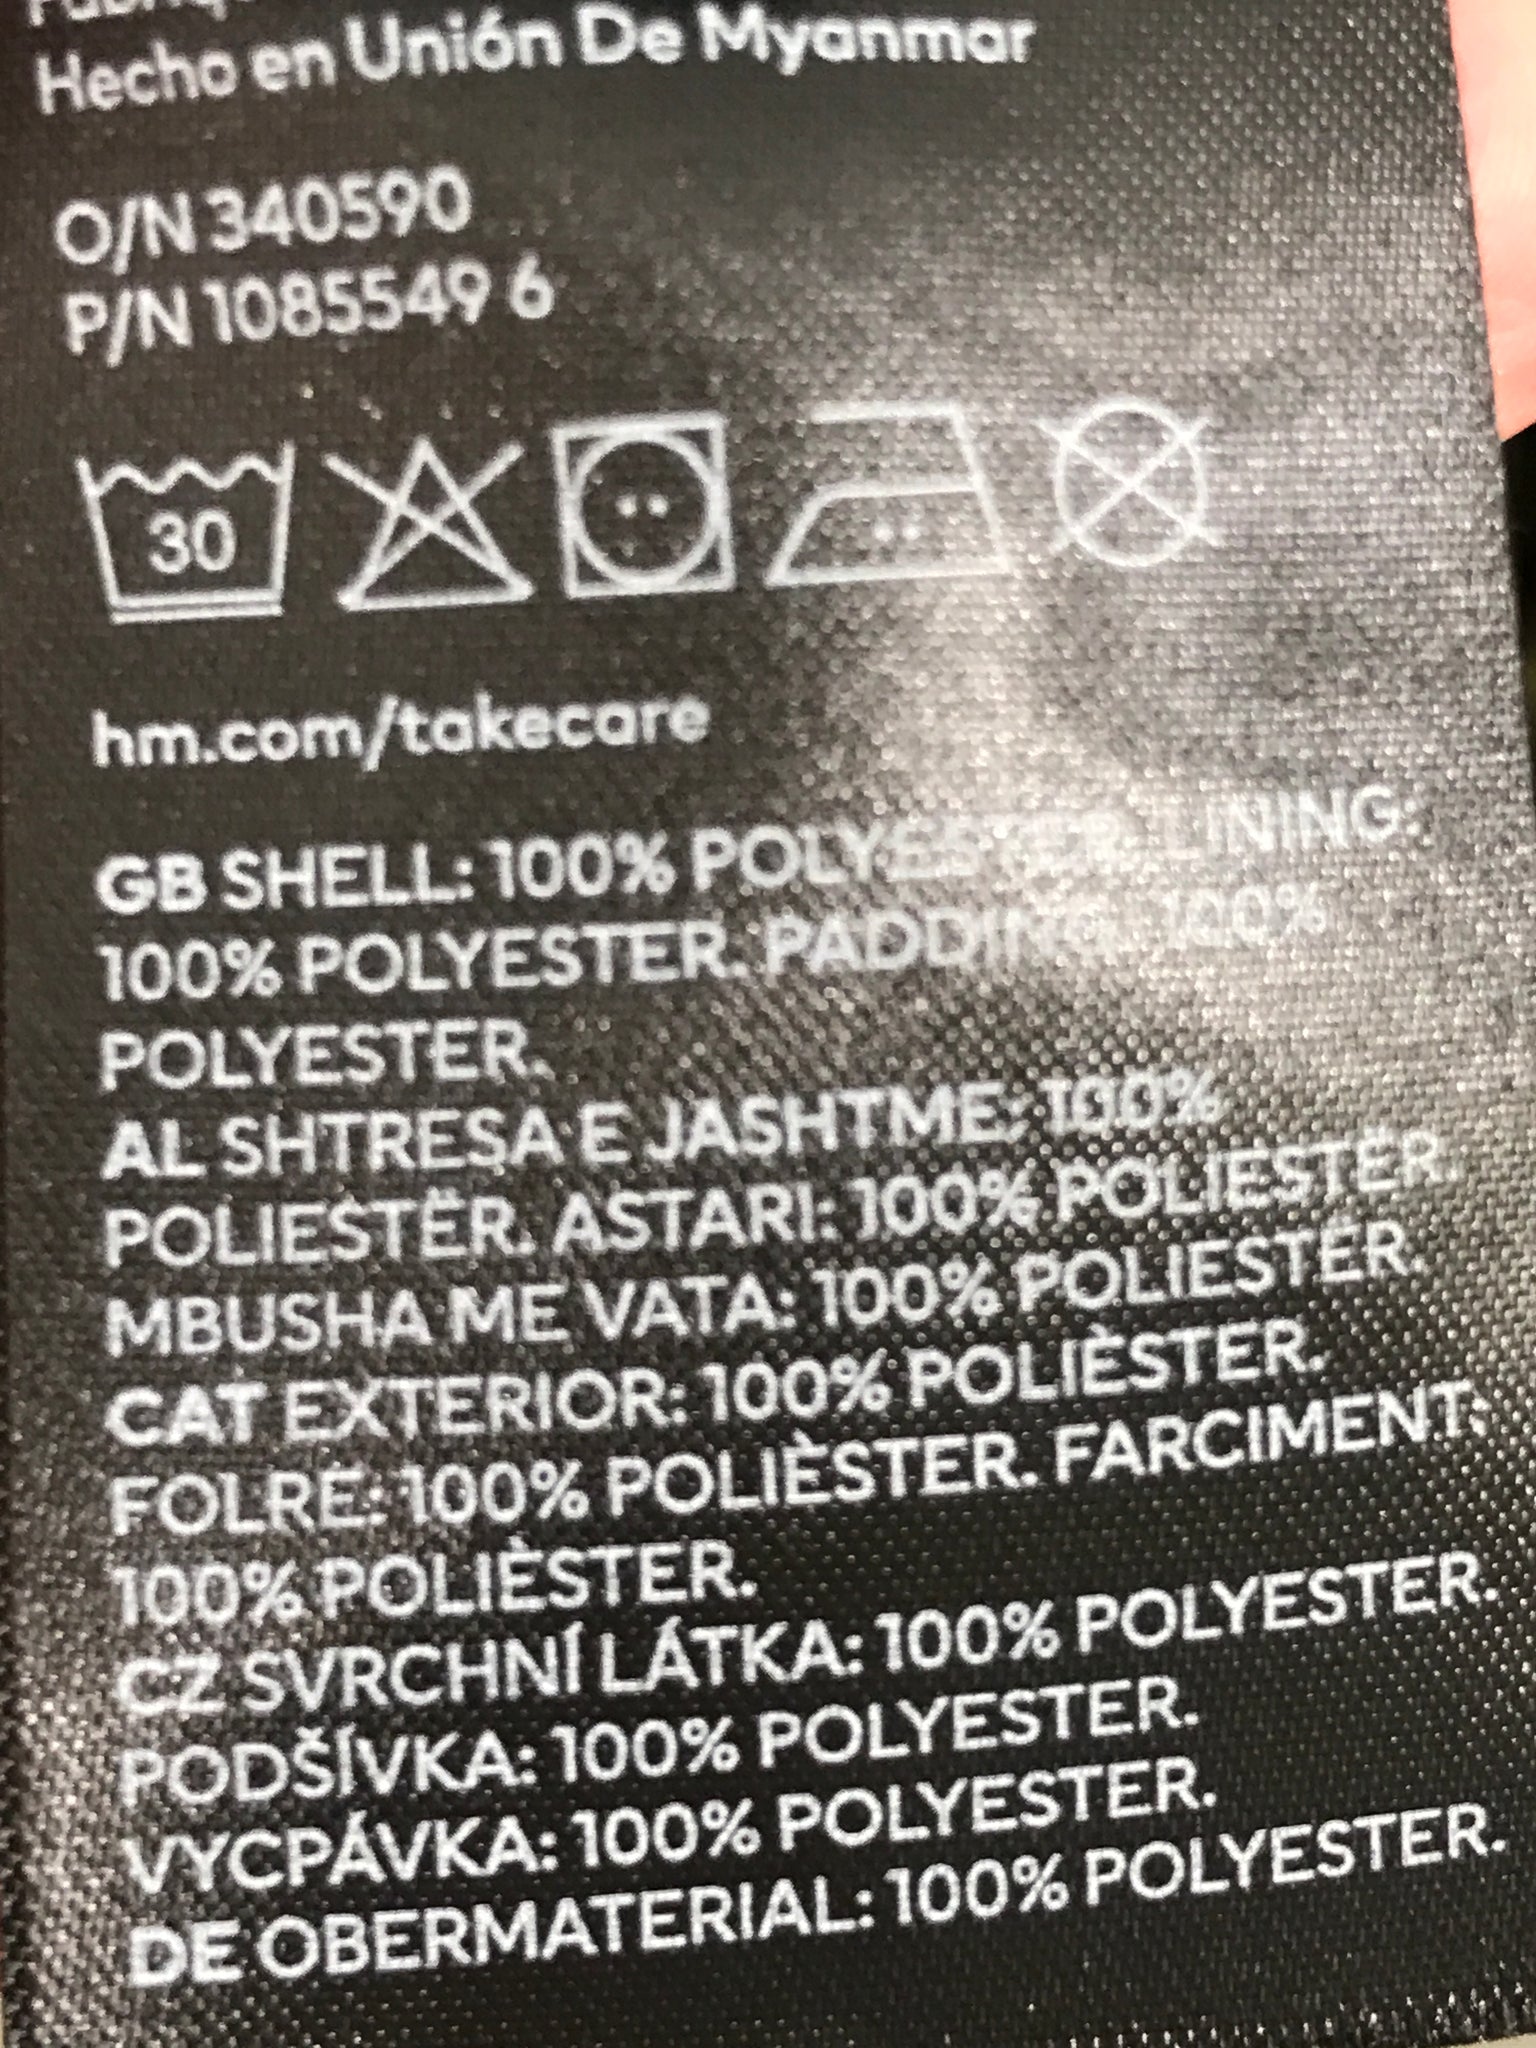 Hecho en Unión De Myanmar
O/N 340590
P/N 1085549 6
30
hm.com/takecare
GB SHELL: 100% POLYESTER. LINING:
100% POLYESTER. PADDING: 100%
POLYESTER.
AL SHTRESA E JASHTME: 100%
POLIESTËR. ASTARI: 100% POLIESTËR.
MBUSHA ME VATA: 100% POLIESTËR.
CAT EXTERIOR: 100% POLIÈSTER.
FOLRE: 100% POLIÈSTER. FARCIMENT:
100% POLIÈSTER.
CZ SVRCHNÍ LÁTKA: 100% POLYESTER.
PODŠÍVKA: 100% POLYESTER.
VYCPÁVKA: 100% POLYESTER.
DE OBERMATERIAL: 100% POLYESTER.